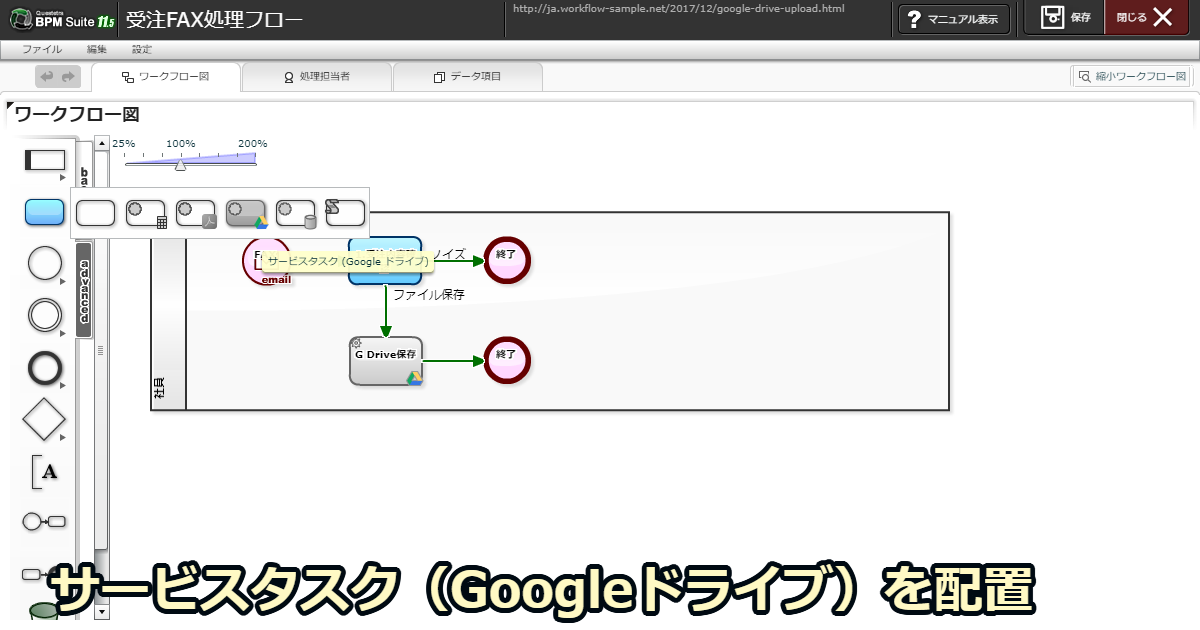 Questetra
BPM Suite 11.5
受注FAX処理フロー
http://ja.workflow-sample.net/2017/12/google-drive-upload.html
? マニュアル表示
保存
閉じる
ファイル 編集 設定
ワークフロー図
処理担当者
データ項目
縮小ワークフロー図
ワークフロー図
25% 100% 200%
advanced
サービスタスク (Google ドライブ)
email
ノイズ
終了
ファイル保存
G Drive保存
終了
社員
A
サービスタスク（Googleドライブ）を配置